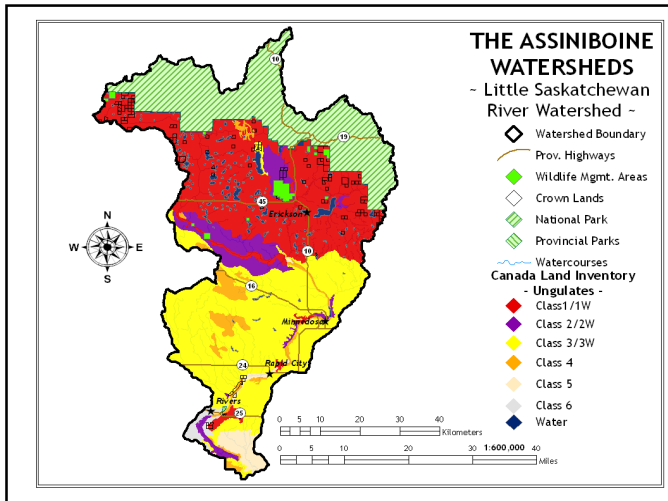 THE ASSINIBOINE
WATERSHEDS
~ Little Saskatchewan
River Watershed ~
Watershed Boundary
Prov. Highways
Wildlife Mgmt. Areas
Crown Lands
National Park
Provincial Parks
Watercourses
Canada Land Inventory
- Ungulates -
Class1/1W
Class 2/2W
Class 3/3W
Class 4
Class 5
Class 6
Water
10
19
45
Erickson
N
W E
S
10
16
Minnedosa
24
Rapid City
Rivers
25
0 5 10 20 30 40
Kilometers
1:600,000
0 10 20 30 40
Miles